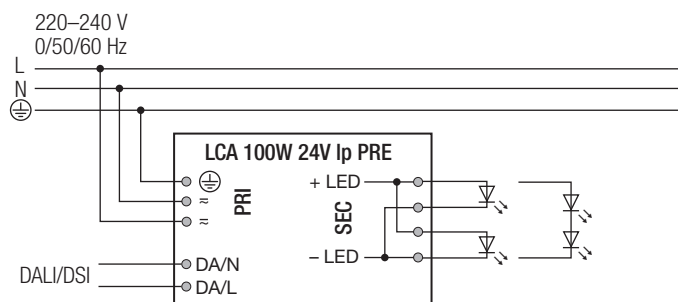 220–240 V
0/50/60 Hz
L
N
LCA 100W 24V lp PRE
PRI
≂
≂
+ LED
SEC
– LED
DALI/DSI
DA/N
DA/L